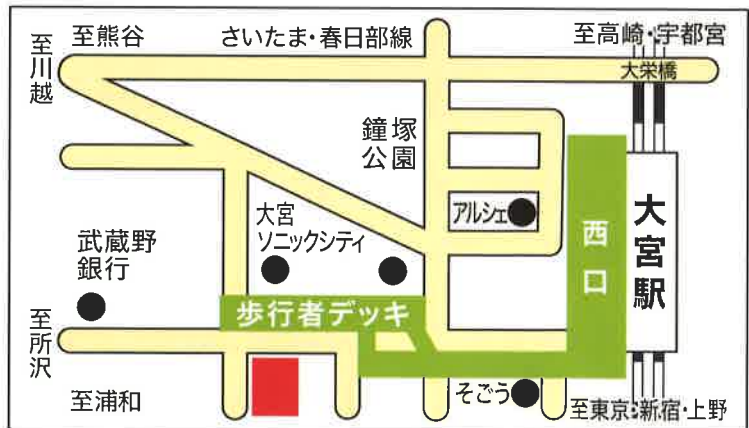 至川越
至熊谷
さいたま・春日部線
至高崎・宇都宮
大栄橋
鐘塚
公園
アルシェ
西口
大宮駅
大宮
ソニックシティ
武蔵野
銀行
歩行者デッキ
至所沢
至浦和
そごう
至東京・新宿・上野